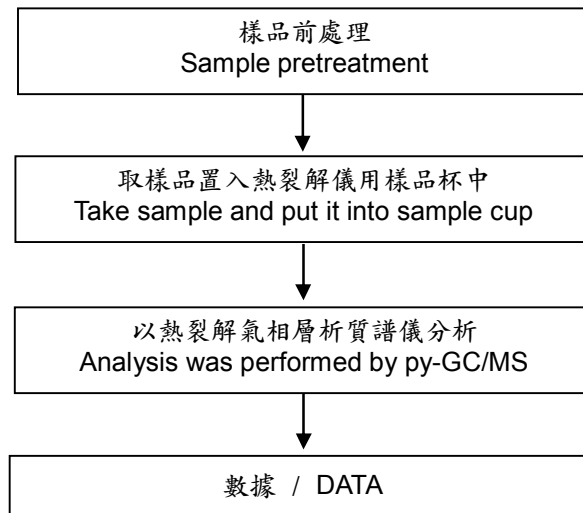 樣品前處理
Sample pretreatment
取樣品置入熱裂解儀用樣品杯中
Take sample and put it into sample cup
以熱裂解氣相層析質譜儀分析
Analysis was performed by py-GC/MS
數據 / DATA